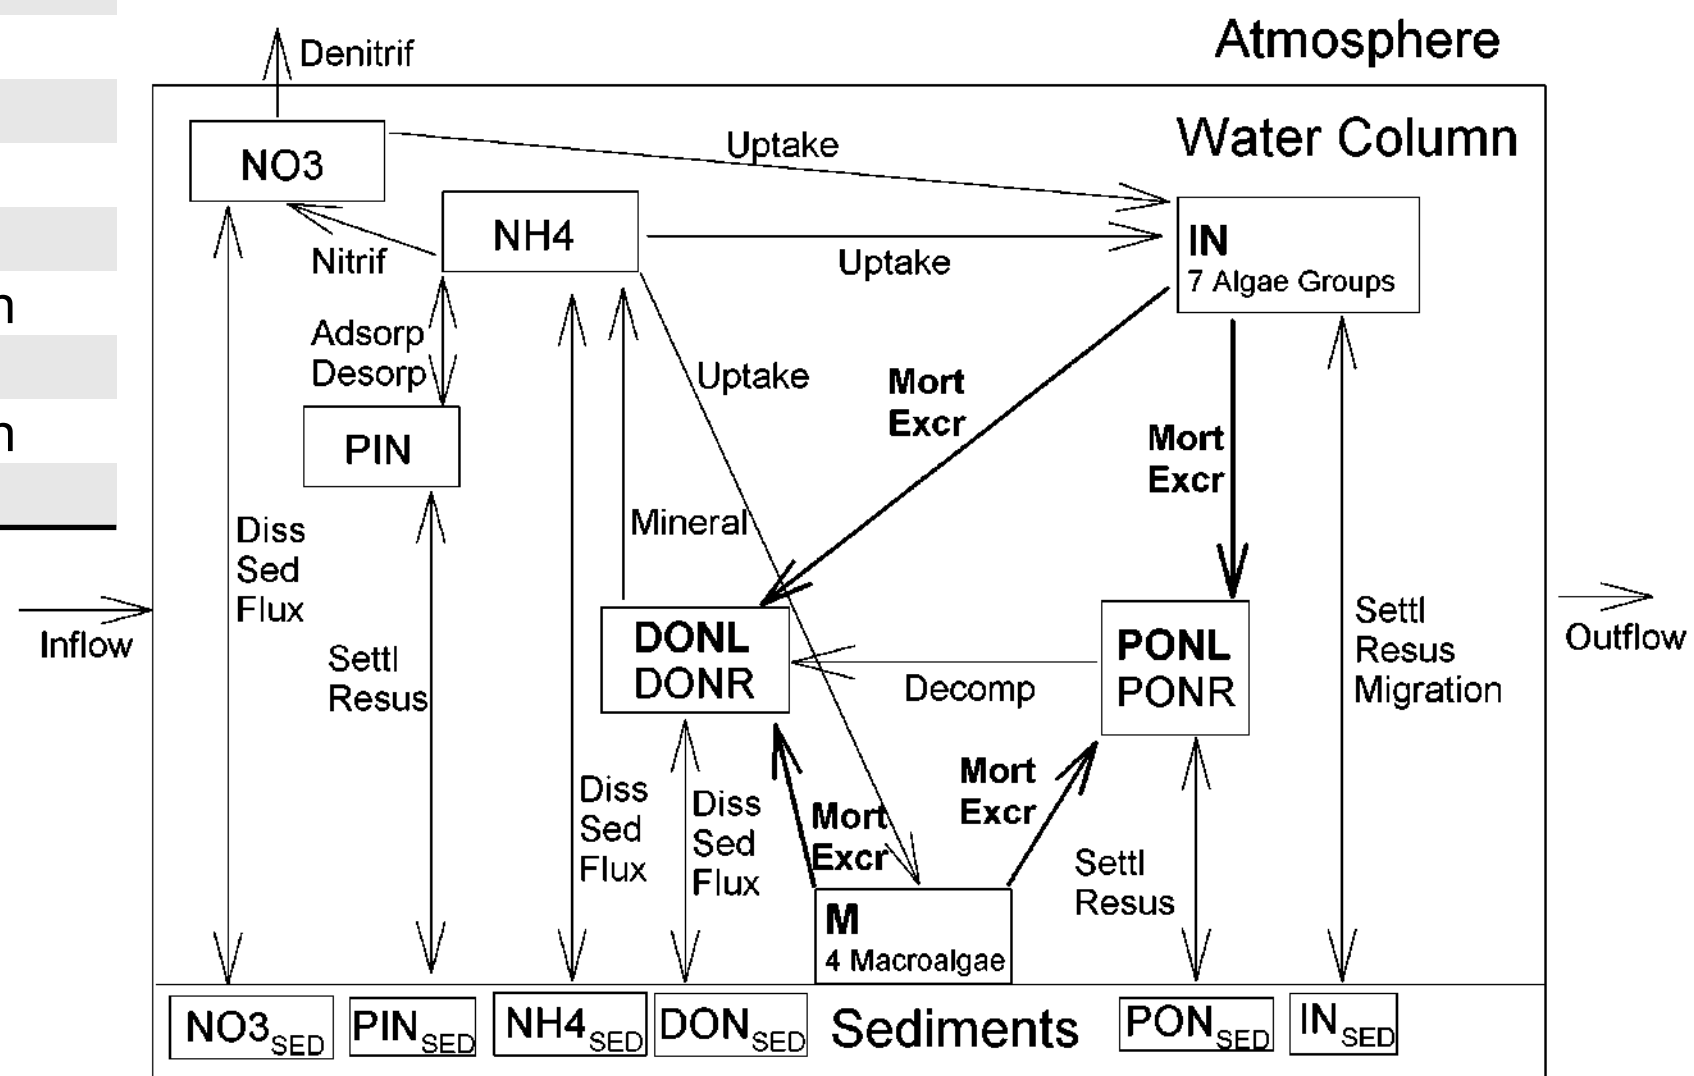 Atmosphere
Denitrif
Water Column
NO3
Uptake
NH4
Nitrif
Uptake
IN
7 Algae Groups
n
Adsorp
Desorp
Uptake
Mort
Excr
n
PIN
Mort
Excr
Diss
Sed
Flux
Mineral
Inflow
Settl
Resus
DONL
DONR
Decomp
PONL
PONR
Settl
Resus
Migration
Outflow
Diss
Sed
Flux
Diss
Sed
Flux
Mort
Excr
Mort
Excr
Settl
Resus
M
4 Macroalgae
NO3SED
PINSED
NH4SED
DONSED
Sediments
PONSED
INSED